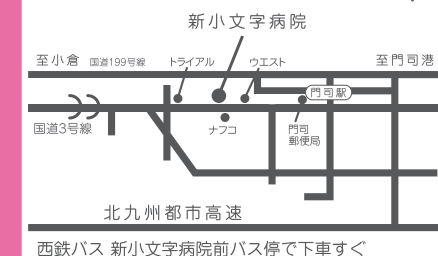 新小文字病院
至小倉 国道199号線 トライアル ウエスト 至門司港
門司駅
国道3号線 ナフコ 門司
郵便局
北九州都市高速
西鉄バス 新小文字病院前バス停で下車すぐ